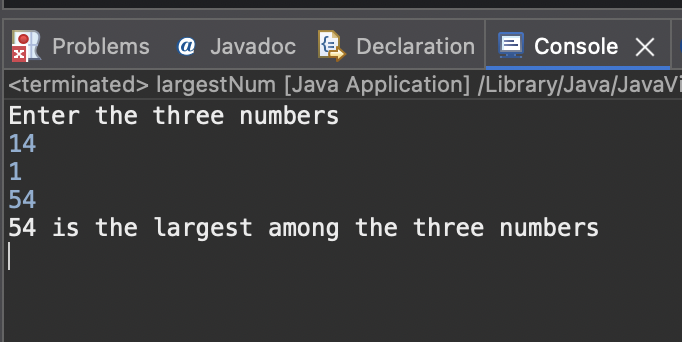 Problems @ Javadoc Declaration Console
<terminated> largestNum [Java Application] /Library/Java/JavaVi
Enter the three numbers
14
1
54
54 is the largest among the three numbers